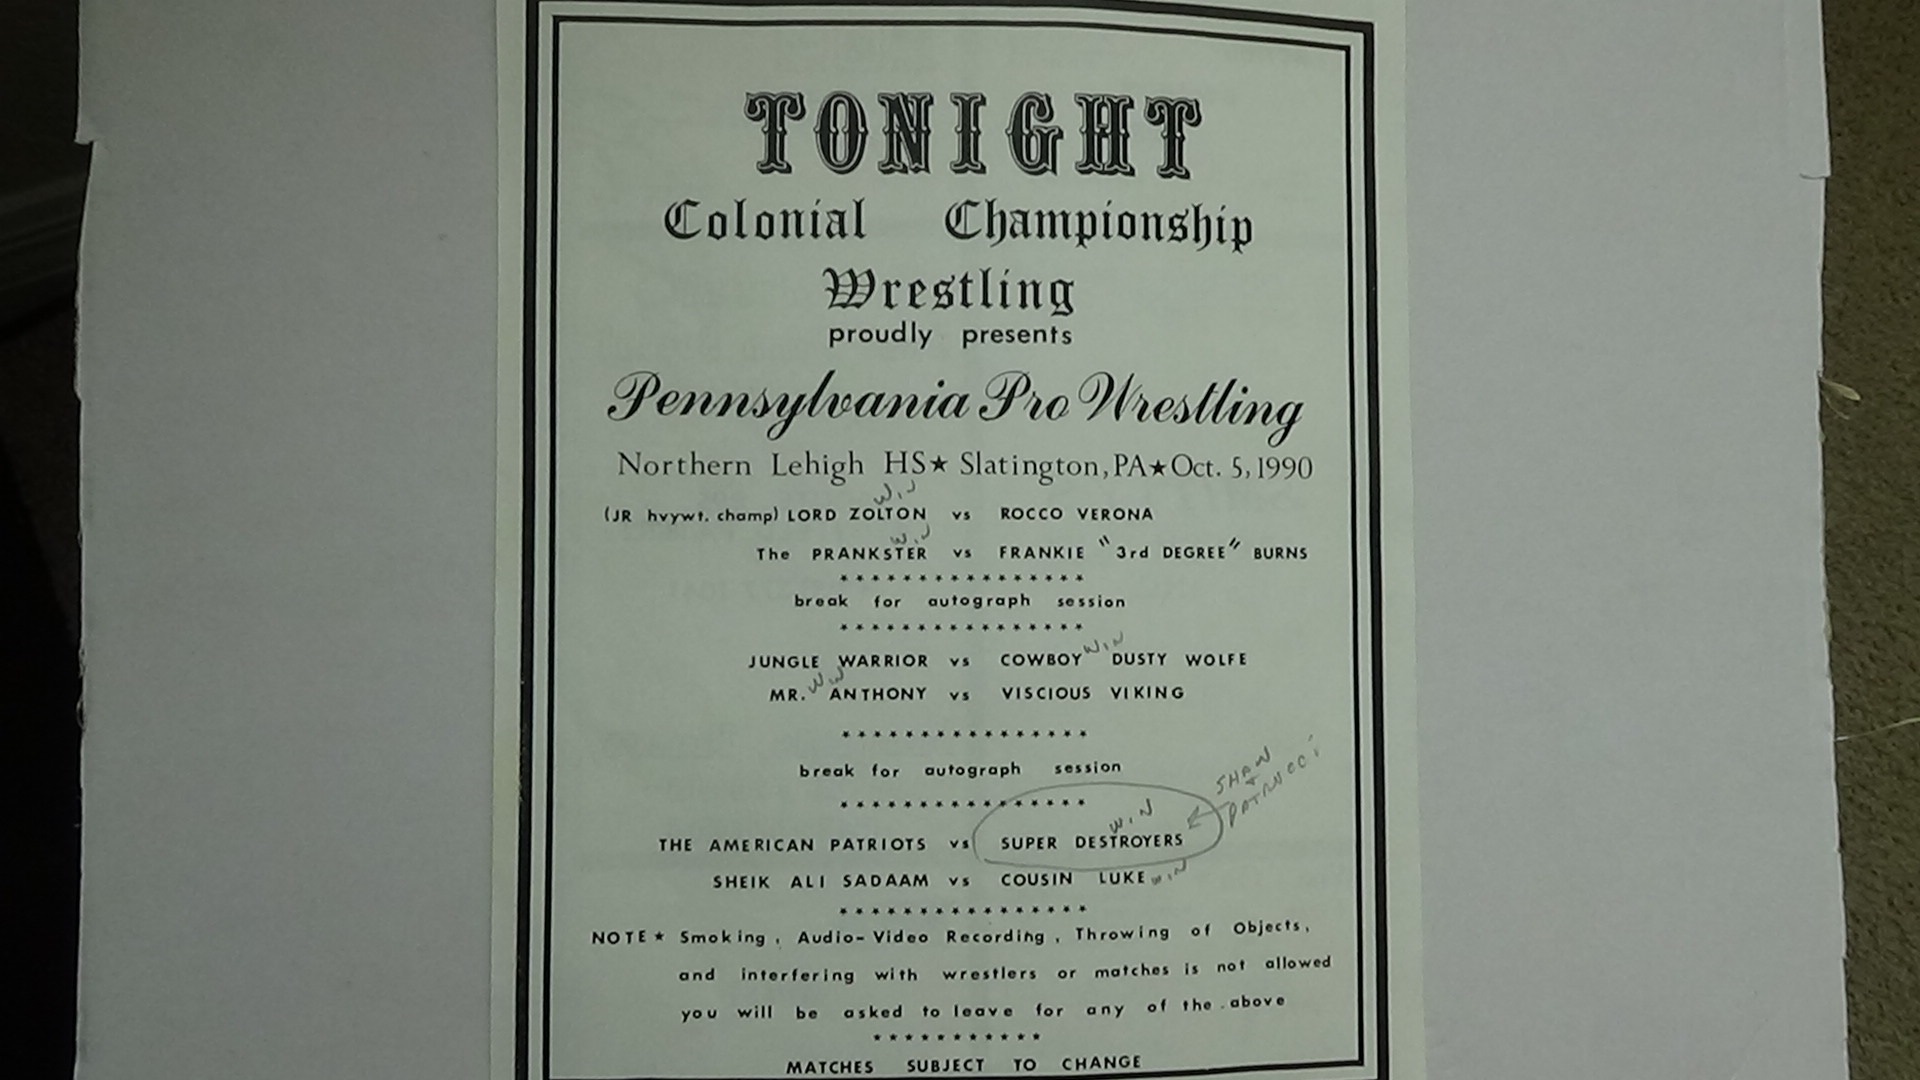 TONIGHT
Colonial Championship
Wrestling
proudly presents
Pennsylvania Pro Wrestling
Northern Lehigh HS★ Slatington, PA★Oct. 5, 1990
WIN
(JR hvywt. champ) LORD ZOLTON vs ROCCO VERONA
WIN
The PRANKSTER vs FRANKIE "3rd DEGREE" BURNS
****************
break for autograph session
****************
WIN
JUNGLE WARRIOR vs COWBOY DUSTY WOLFE
WIN
MR. ANTHONY vs VISCIOUS VIKING
****************
break for autograph session
****************
SHAW
+
WIN
THE AMERICAN PATRIOTS vs SUPER DESTROYERS
SHEIK ALI SADAAM vs COUSIN LUKE WIN
****************
NOTE★ Smoking, Audio-Video Recording, Throwing of Objects,
and interfering with wrestlers or matches is not allowed
you will be asked to leave for any of the above
***********
MATCHES SUBJECT TO CHANGE